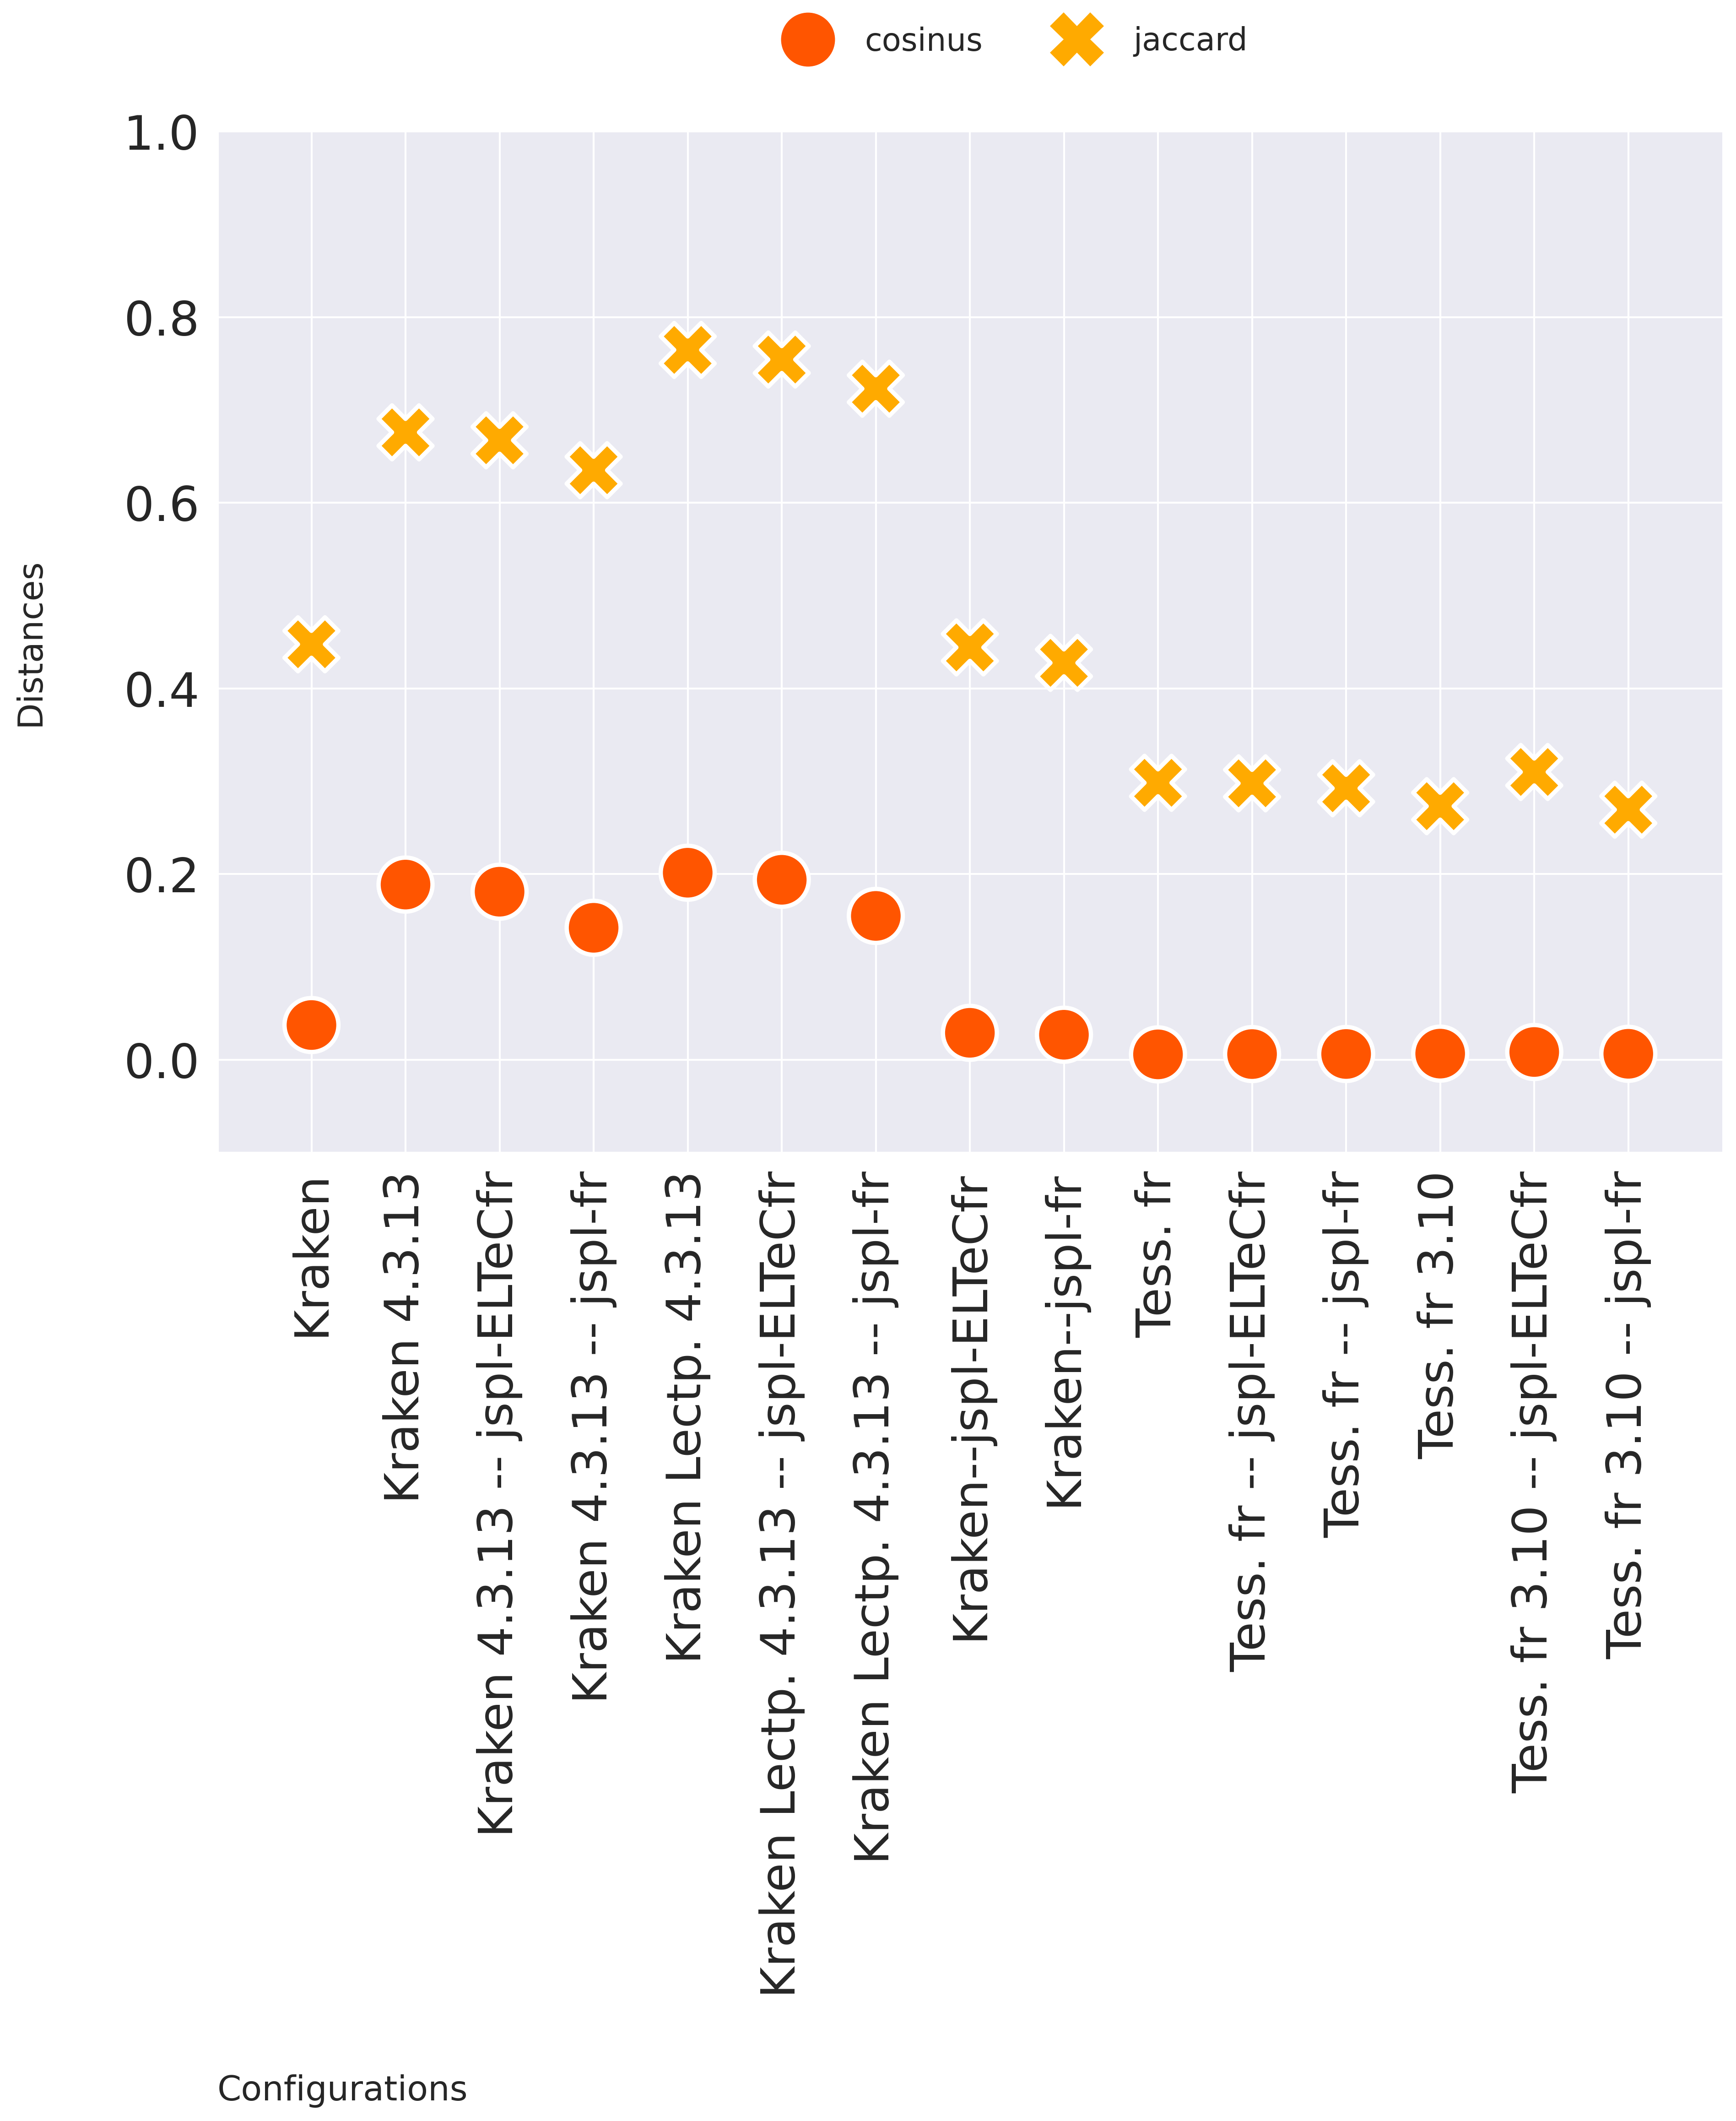 cosinus jaccard
1.0
0.8
0.6
0.4
0.2
0.0
Distances
Kraken
Kraken 4.3.13
Kraken 4.3.13 -- jspl-ELTeCfr
Kraken 4.3.13 -- jspl-fr
Kraken Lectp. 4.3.13
Kraken Lectp. 4.3.13 -- jspl-ELTeCfr
Kraken Lectp. 4.3.13 -- jspl-fr
Kraken--jspl-ELTeCfr
Kraken--jspl-fr
Tess. fr
Tess. fr -- jspl-ELTeCfr
Tess. fr -- jspl-fr
Tess. fr 3.10
Tess. fr 3.10 -- jspl-ELTeCfr
Tess. fr 3.10 -- jspl-fr
Configurations